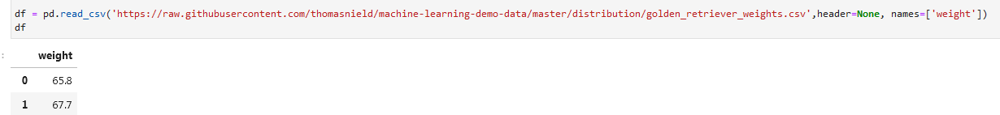 df = pd.read_csv('https://raw.githubusercontent.com/thomasnield/machine-learning-demo-data/master/distribution/golden_retriever_weights.csv',header=None, names=['weight'])
df
:
weight
0 65.8
1 67.7